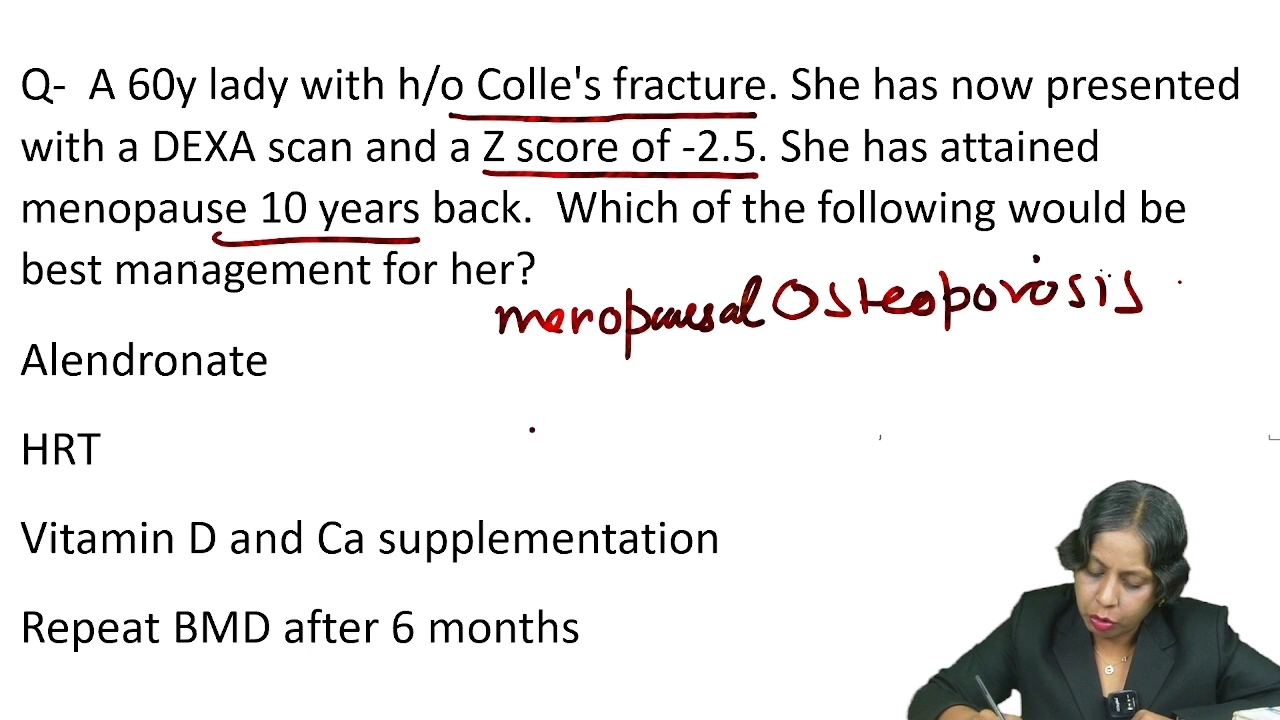 Q- A 60y lady with h/o Colle's fracture. She has now presented
with a DEXA scan and a Z score of -2.5. She has attained
menopause 10 years back. Which of the following would be
best management for her?
menopausal Osteoporosis
Alendronate
HRT
Vitamin D and Ca supplementation
Repeat BMD after 6 months